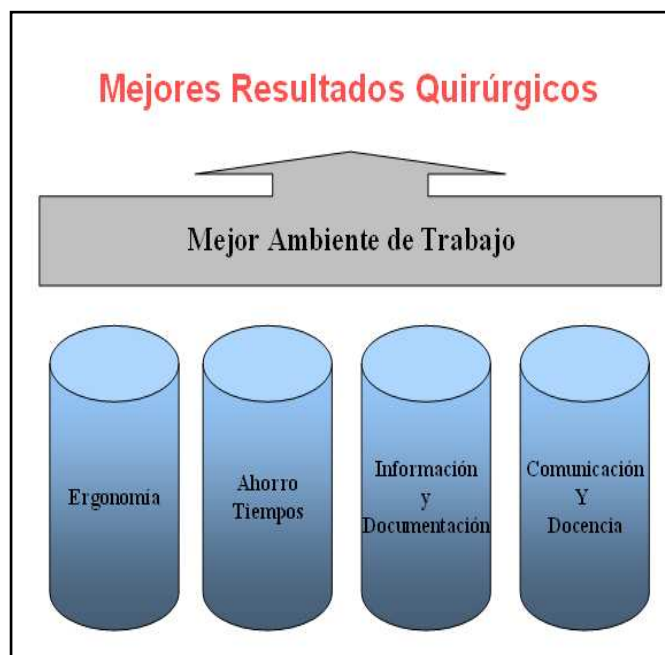 Mejores Resultados Quirúrgicos
Mejor Ambiente de Trabajo
Ergonomía
Ahorro
Tiempos
Información
y
Documentación
Comunicación
Y
Docencia